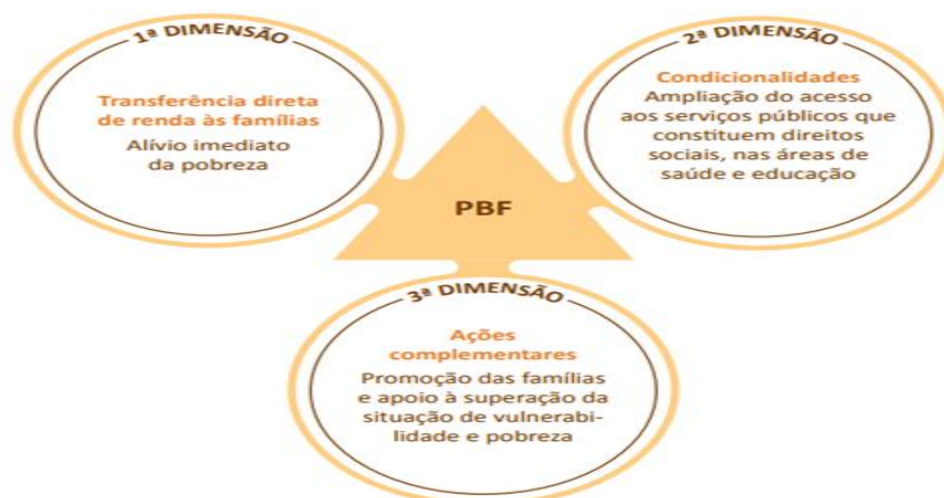 1ª DIMENSÃO
Transferência direta
de renda às famílias
Alívio imediato
da pobreza
2ª DIMENSÃO
Condicionalidades
Ampliação do acesso
aos serviços públicos que
constituem direitos
sociais, nas áreas de
saúde e educação
PBF
3ª DIMENSÃO
Ações
complementares
Promoção das famílias
e apoio à superação da
situação de vulnerabi-
lidade e pobreza